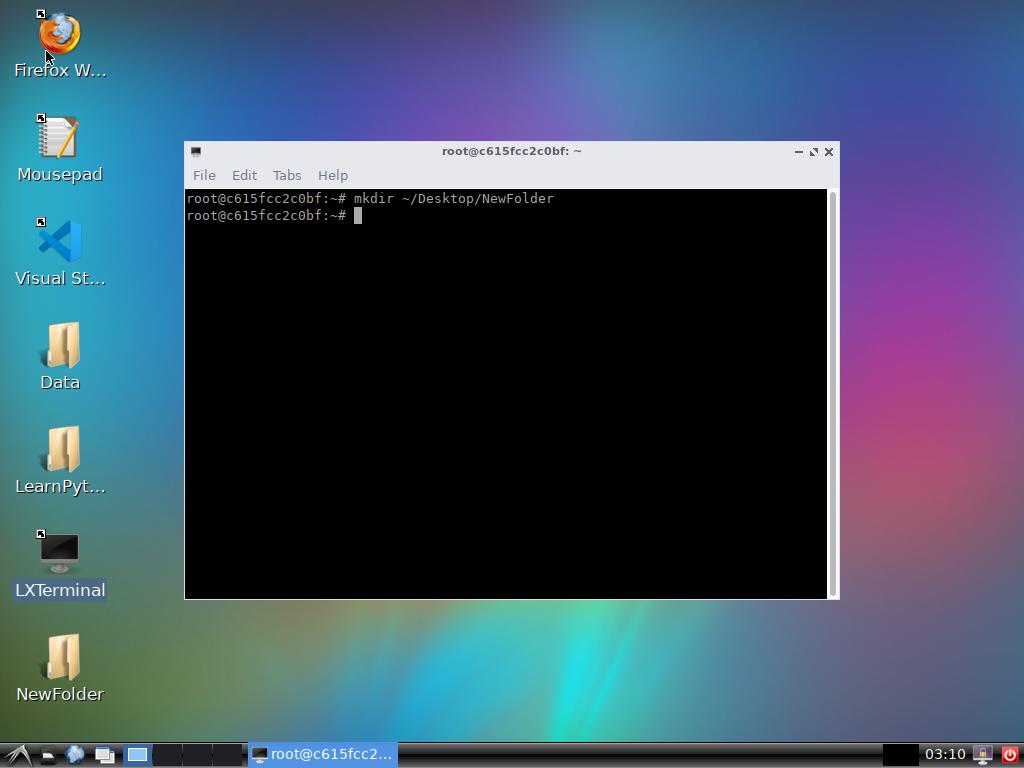 Firefox W...
Mousepad
Visual St...
Data
LearnPyt...
LXTerminal
NewFolder
root@c615fcc2c0bf: ~
File Edit Tabs Help
root@c615fcc2c0bf:~# mkdir ~/Desktop/NewFolder
root@c615fcc2c0bf:~#
root@c615fcc2...
03:10